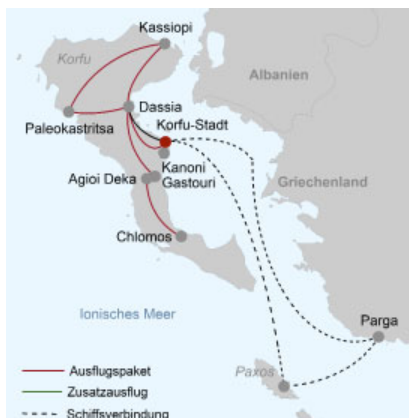 Kassiopi
Korfu
Albanien
Dassia
Korfu-Stadt
Paleokastritsa
Kanoni
Agioi Deka
Gastouri
Griechenland
Chlomos
Ionisches Meer
Parga
Paxos
Ausflugspaket
Zusatzausflug
Schiffsverbindung